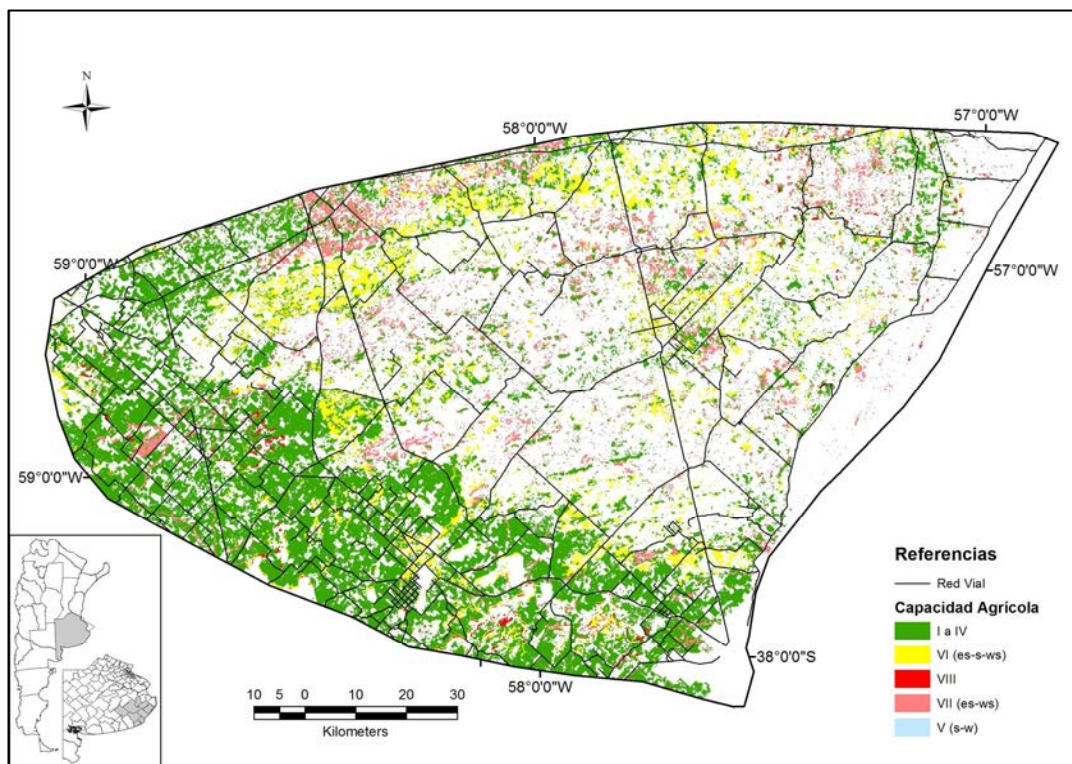 N
57°0'0"W
58°0'0"W
59°0'0"W
57°0'0"W
59°0'0"W
38°0'0"S
58°0'0"W
Referencias
Red Vial
Capacidad Agrícola
I a IV
VI (es-s-ws)
VIII
VII (es-ws)
V (s-w)
10 5 0 10 20 30
Kilometers